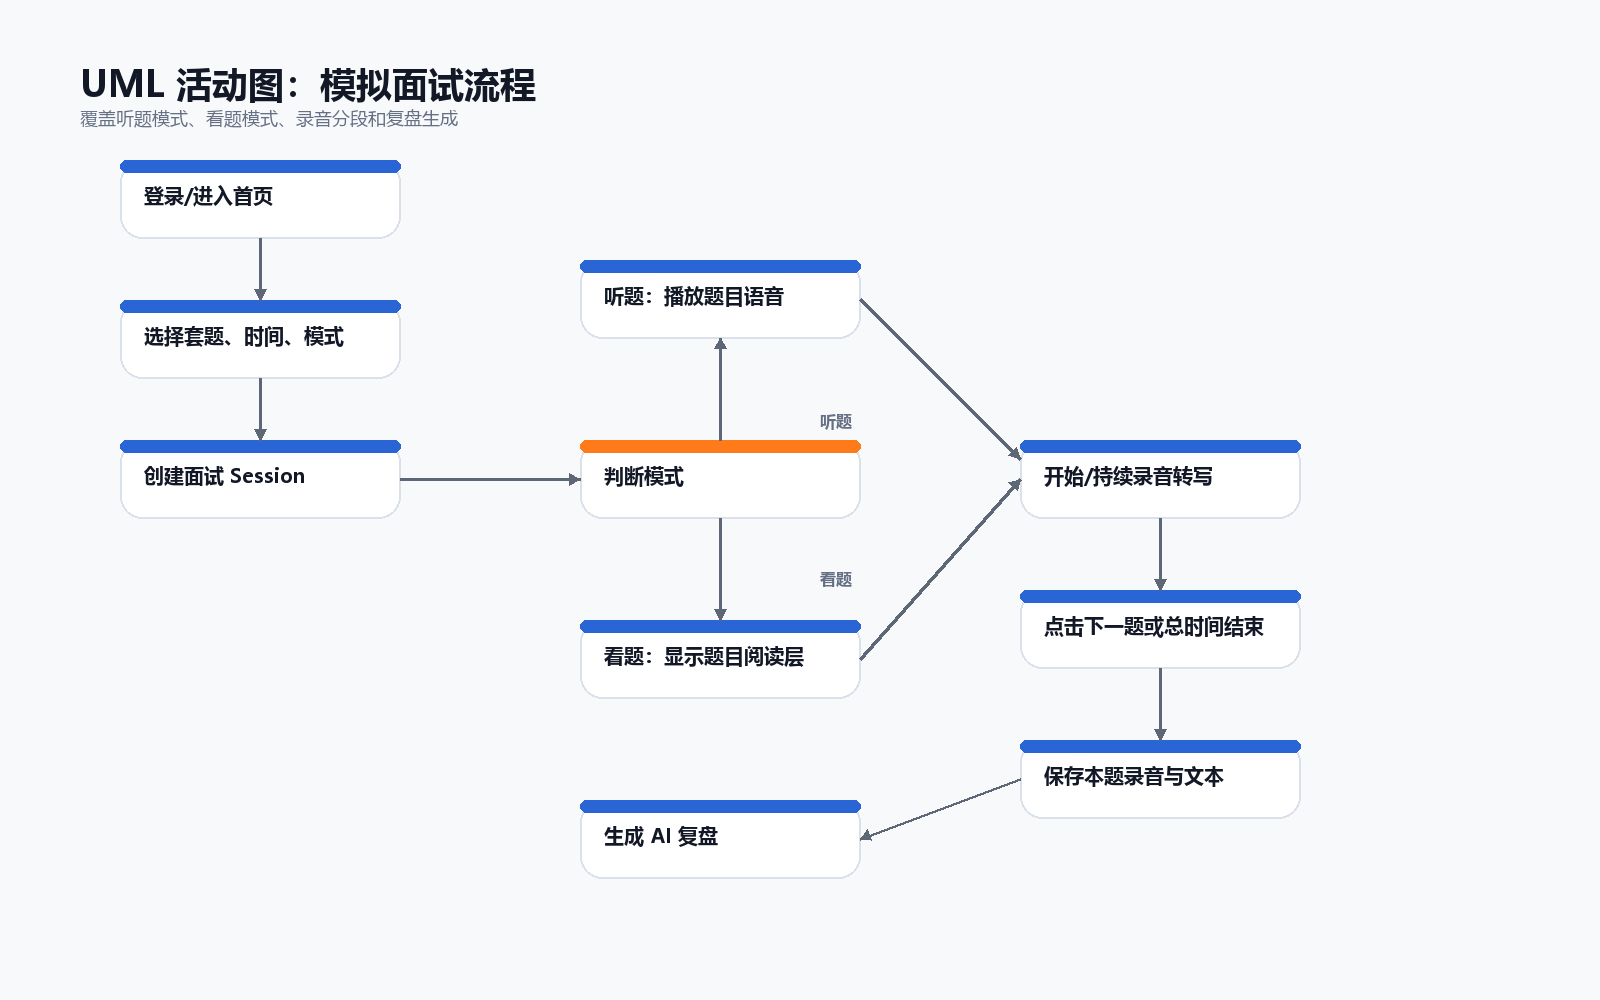 UML 活动图：模拟面试流程
覆盖听题模式、看题模式、录音分段和复盘生成
登录/进入首页
选择套题、时间、模式
创建面试 Session
听题：播放题目语音
听题
判断模式
看题
看题：显示题目阅读层
开始/持续录音转写
点击下一题或总时间结束
保存本题录音与文本
生成 AI 复盘